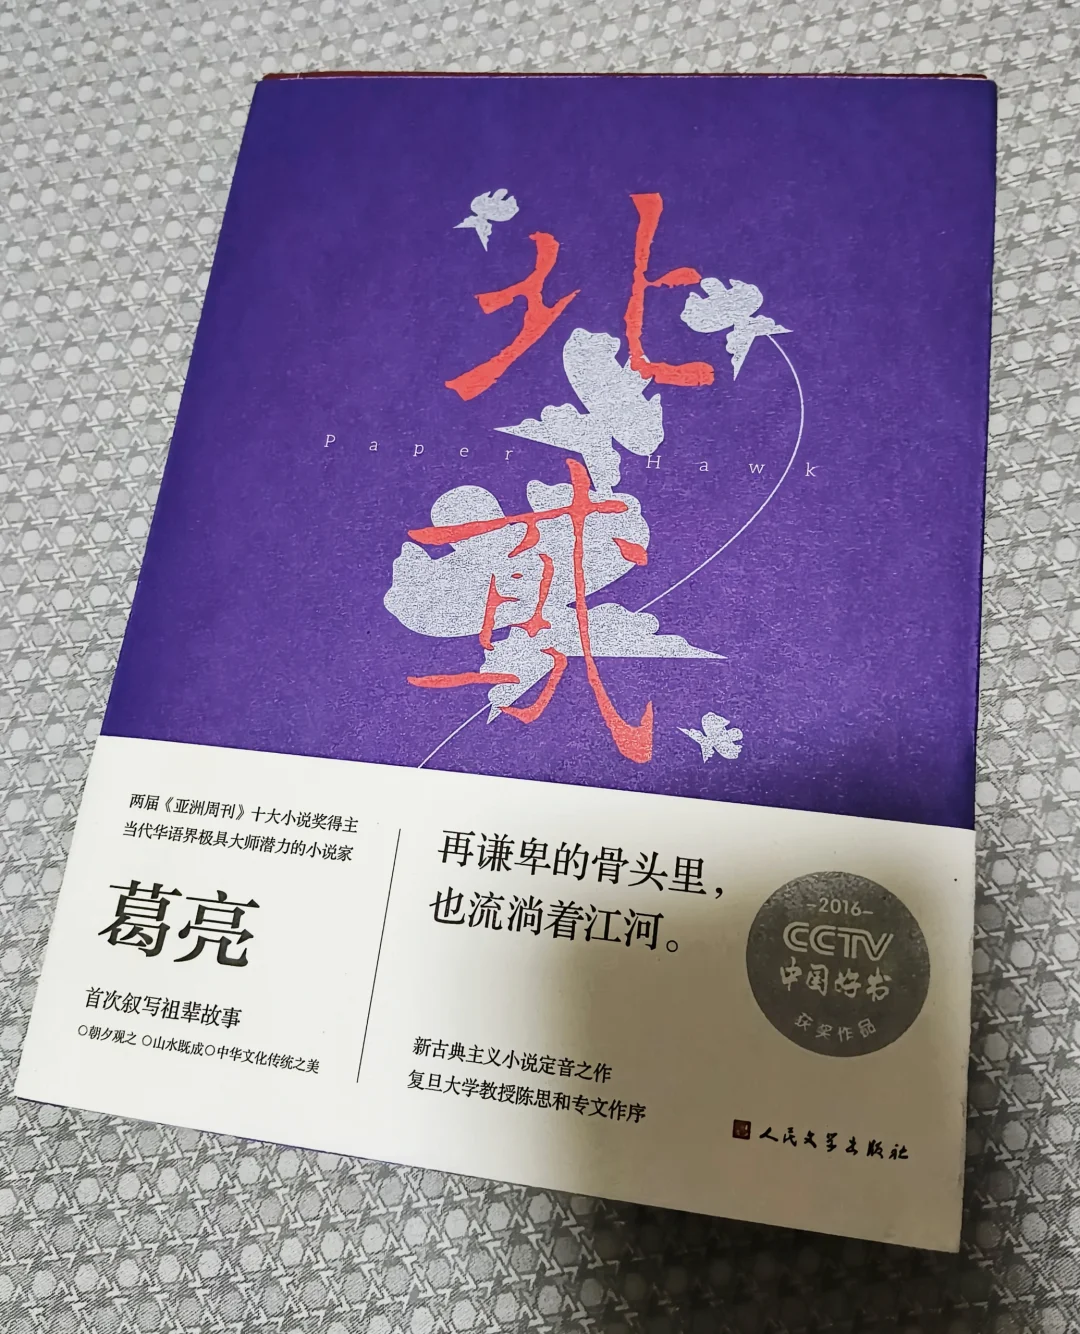 北
鸢
Paper Hawk
两届《亚洲周刊》十大小说奖得主
当代华语界极具大师潜力的小说家
葛亮
首次叙写祖辈故事
○朝夕观之 ○山水既成○中华文化传统之美
再谦卑的骨头里，
也流淌着江河。
新古典主义小说定音之作
复旦大学教授陈思和专文作序
-2016-
CCTV
中国好书
获奖作品
人民文学出版社